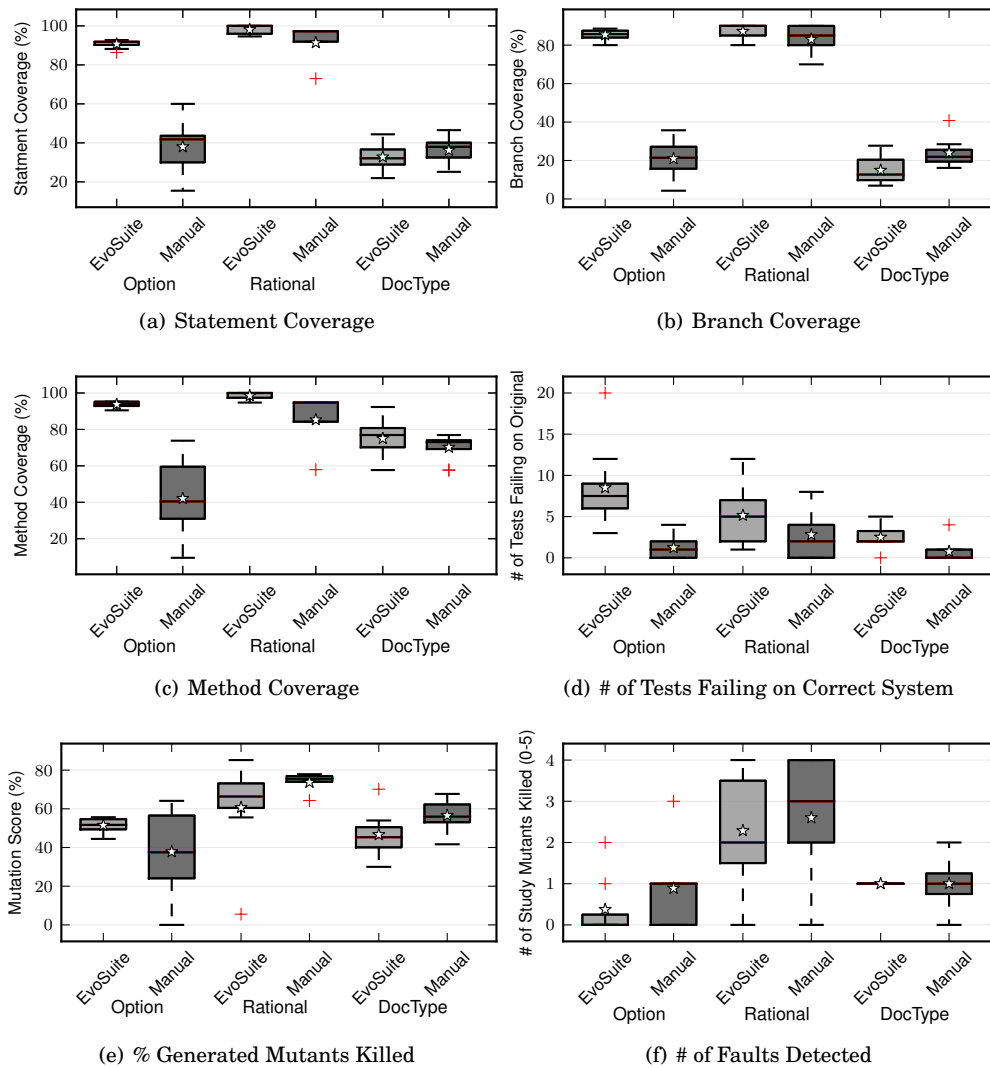 Statment Coverage (%)
100
80
60
40
20
EvoSuite
Manual
EvoSuite
Manual
EvoSuite
Manual
Option
Rational
DocType
(a) Statement Coverage
Branch Coverage (%)
80
60
40
20
0
EvoSuite
Manual
EvoSuite
Manual
EvoSuite
Manual
Option
Rational
DocType
(b) Branch Coverage
Method Coverage (%)
100
80
60
40
20
EvoSuite
Manual
EvoSuite
Manual
EvoSuite
Manual
Option
Rational
DocType
(c) Method Coverage
# of Tests Failing on Original
20
15
10
5
0
EvoSuite
Manual
EvoSuite
Manual
EvoSuite
Manual
Option
Rational
DocType
(d) # of Tests Failing on Correct System
Mutation Score (%)
80
60
40
20
0
EvoSuite
Manual
EvoSuite
Manual
EvoSuite
Manual
Option
Rational
DocType
(e) % Generated Mutants Killed
# of Study Mutants Killed (0-5)
4
3
2
1
0
EvoSuite
Manual
EvoSuite
Manual
EvoSuite
Manual
Option
Rational
DocType
(f) # of Faults Detected